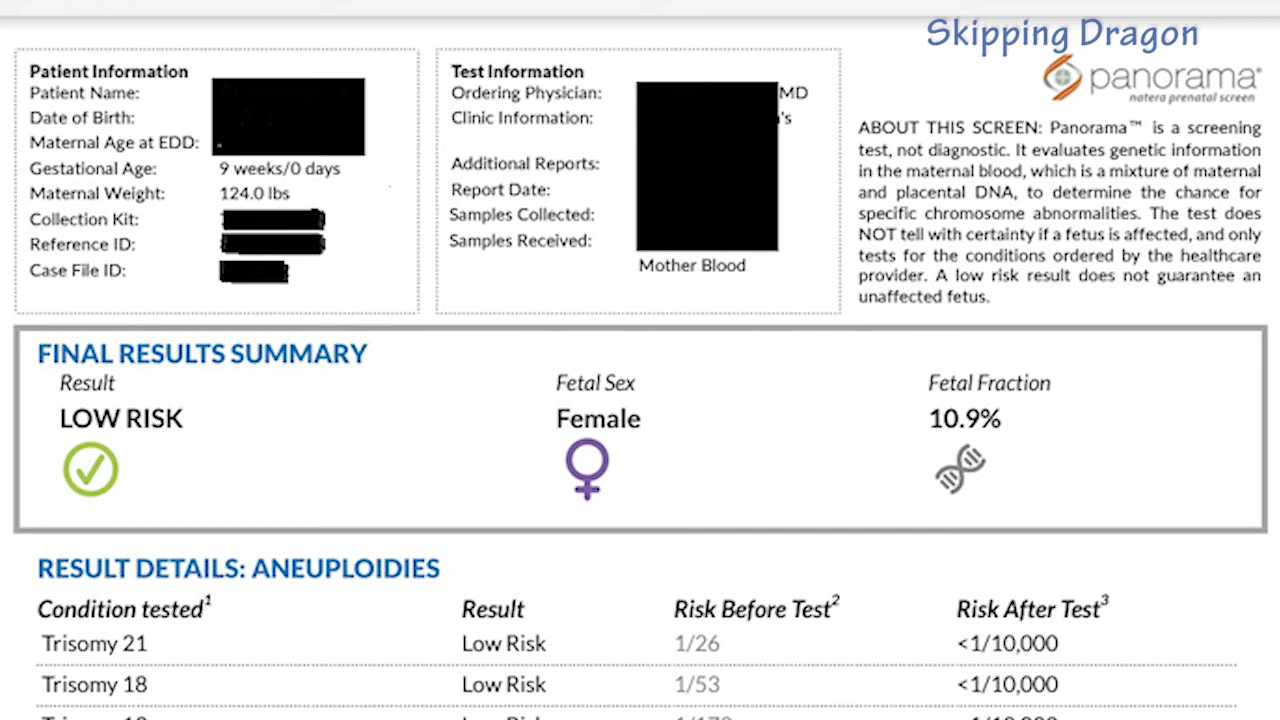 Skipping Dragon
panorama
natera prenatal screen
Patient Information
Patient Name:
Date of Birth:
Maternal Age at EDD:
Gestational Age: 9 weeks/0 days
Maternal Weight: 124.0 lbs
Collection Kit:
Reference ID:
Case File ID:
Test Information
Ordering Physician: MD
Clinic Information: 's
Additional Reports:
Report Date:
Samples Collected:
Samples Received:
Mother Blood
ABOUT THIS SCREEN: Panorama™ is a screening
test, not diagnostic. It evaluates genetic information
in the maternal blood, which is a mixture of maternal
and placental DNA, to determine the chance for
specific chromosome abnormalities. The test does
NOT tell with certainty if a fetus is affected, and only
tests for the conditions ordered by the healthcare
provider. A low risk result does not guarantee an
unaffected fetus.
FINAL RESULTS SUMMARY
Result Fetal Sex Fetal Fraction
LOW RISK Female 10.9%
RESULT DETAILS: ANEUPLOIDIES
Condition tested1 Result Risk Before Test2 Risk After Test3
Trisomy 21 Low Risk 1/26 <1/10,000
Trisomy 18 Low Risk 1/53 <1/10,000